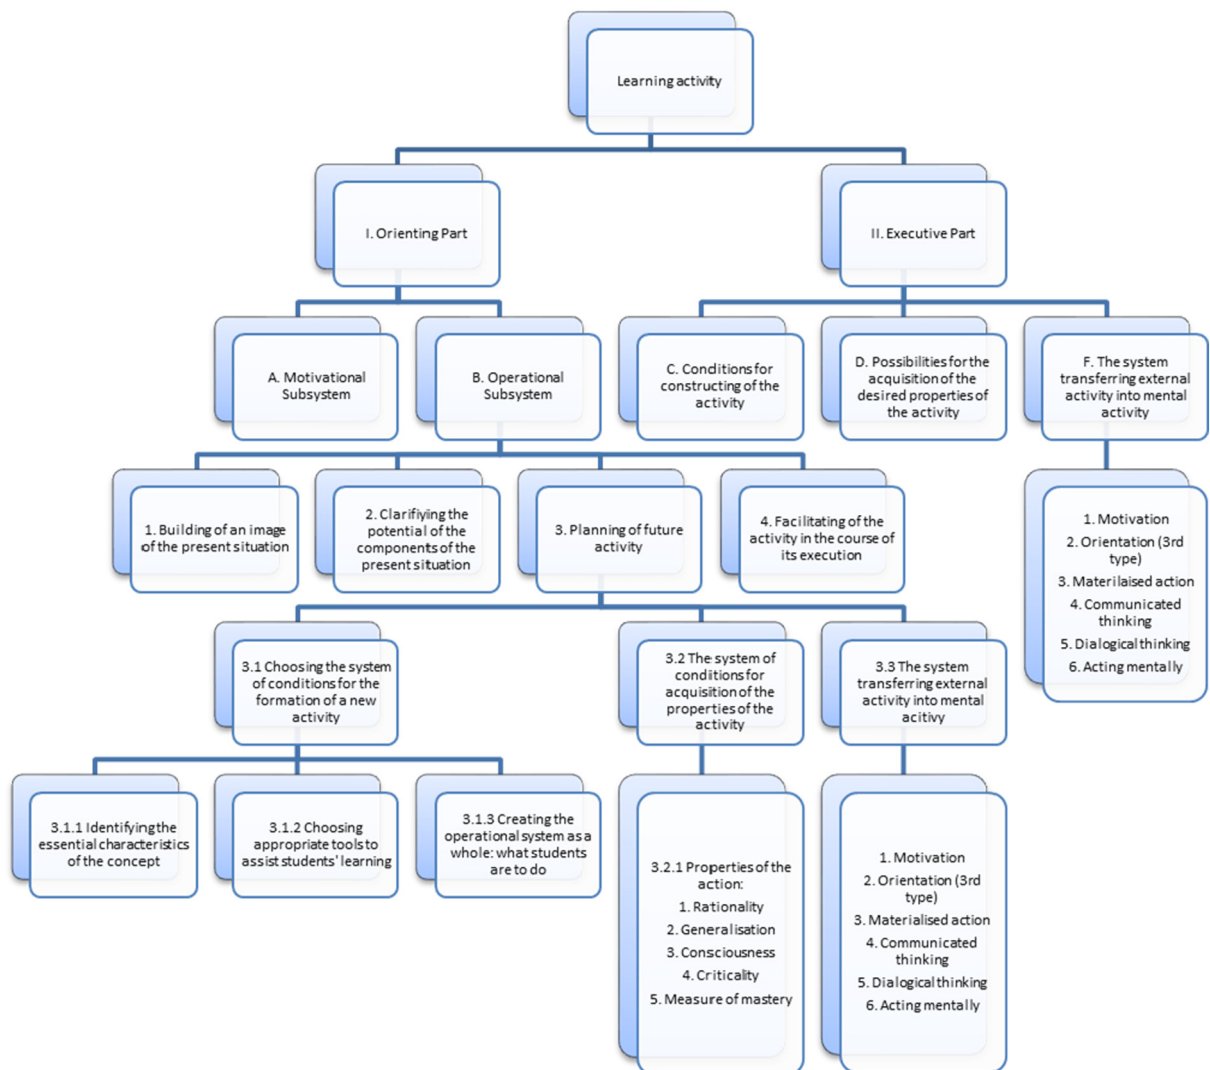 Learning activity
I. Orienting Part
II. Executive Part
A. Motivational
Subsystem
B. Operational
Subsystem
C. Conditions for
constructing of the
activity
D. Possibilities for the
acquisition of the
desired properties of
the activity
F. The system
transferring external
activity into mental
activity
1. Building of an image
of the present situation
2. Clarifiying the
potential of the
components of the
present situation
3. Planning of future
activity
4. Facilitating of the
activity in the course of
its execution
1. Motivation
2. Orientation (3rd
type)
3. Materilaised action
4. Communicated
thinking
5. Dialogical thinking
6. Acting mentally
3.1 Choosing the system
of conditions for the
formation of a new
activity
3.2 The system of
conditions for
acquisition of the
properties of the
activity
3.3 The system
transferring external
activity into mental
acitivy
3.1.1 Identifying the
essential characteristics
of the concept
3.1.2 Choosing
appropriate tools to
assist students' learning
3.1.3 Creating the
operational system as a
whole: what students
are to do
3.2.1 Properties of the
action:
1. Rationality
2. Generalisation
3. Consciousness
4. Criticality
5. Measure of mastery
1. Motivation
2. Orientation (3rd
type)
3. Materialised action
4. Communicated
thinking
5. Dialogical thinking
6. Acting mentally